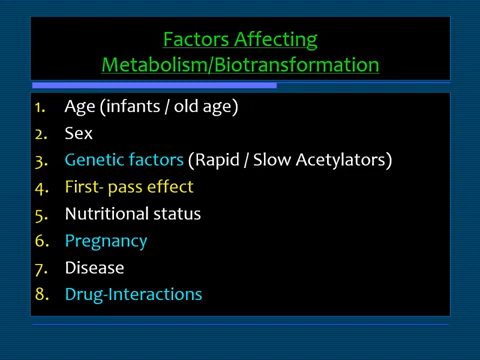 Factors Affecting
Metabolism/Biotransformation
1. Age (infants / old age)
2. Sex
3. Genetic factors (Rapid / Slow Acetylators)
4. First- pass effect
5. Nutritional status
6. Pregnancy
7. Disease
8. Drug-Interactions